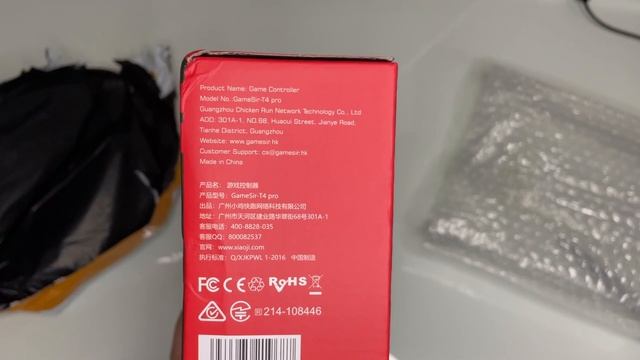 Product Name: Game Controller
Model No.:GameSir-T4 pro
Guangzhou Chicken Run Network Technology Co., Ltd
ADD: 301A-1, NO.68, Huacui Street, Jianye Road,
Tianhe District, Guangzhou
Website: www.gamesir.hk
Customer Support: cs@gamesir.hk
Made in China
产品名: 游戏控制器
产品型号: GameSir-T4 pro
出品: 广州小鸡快跑网络科技有限公司
地址: 广州市天河区建业路华翠街68号301A-1
客服电话: 400-8828-035
客服QQ: 800082537
官网: www.xiaoji.com
执行标准: Q/XJKPWL 1-2016 中国制造
FC CE RoHS
214-108446